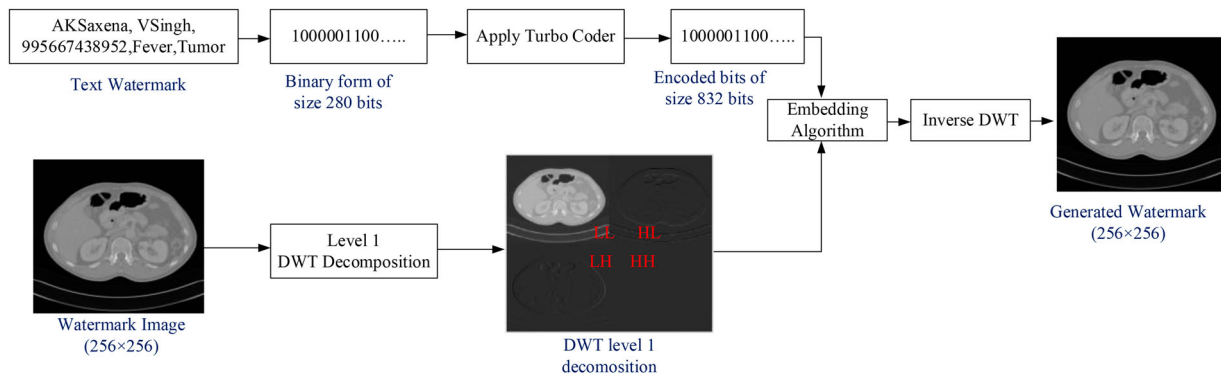 AKSaxena, VSingh,
995667438952,Fever,Tumor
Text Watermark
1000001100…..
Binary form of
size 280 bits
Apply Turbo Coder
1000001100…..
Encoded bits of
size 832 bits
Embedding
Algorithm
Inverse DWT
Generated Watermark
(256×256)
Watermark Image
(256×256)
Level 1
DWT Decomposition
LL HL
LH HH
DWT level 1
decomosition